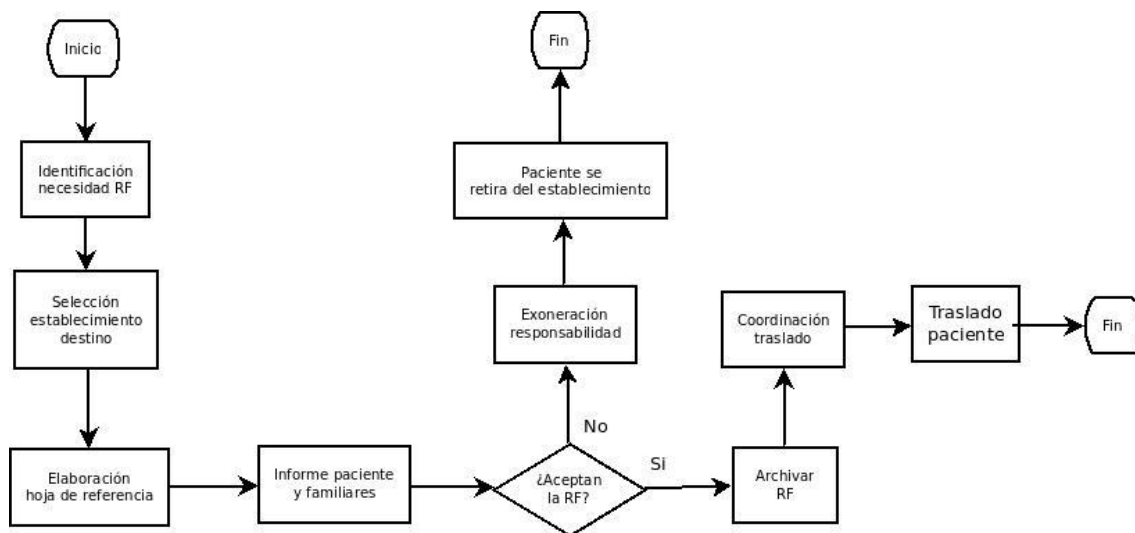 Inicio
Identificación
necesidad RF
Selección
establecimiento
destino
Elaboración
hoja de referencia
Informe paciente
y familiares
¿Aceptan
la RF?
No
Exoneración
responsabilidad
Paciente se
retira del establecimiento
Fin
Si
Archivar
RF
Coordinación
traslado
Traslado
paciente
Fin